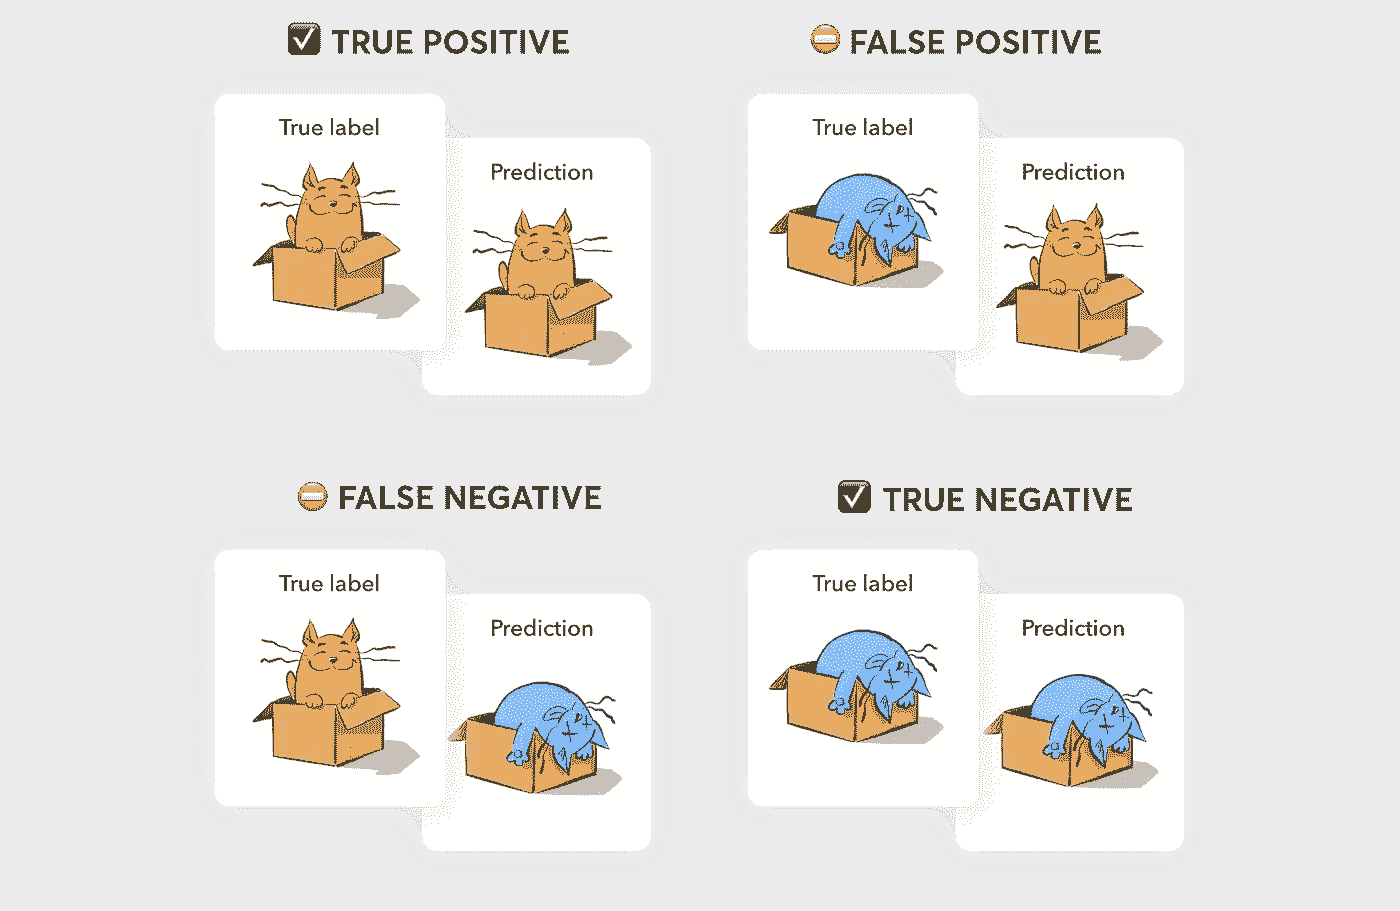 TRUE POSITIVE
True label
Prediction
FALSE POSITIVE
True label
Prediction
FALSE NEGATIVE
True label
Prediction
TRUE NEGATIVE
True label
Prediction